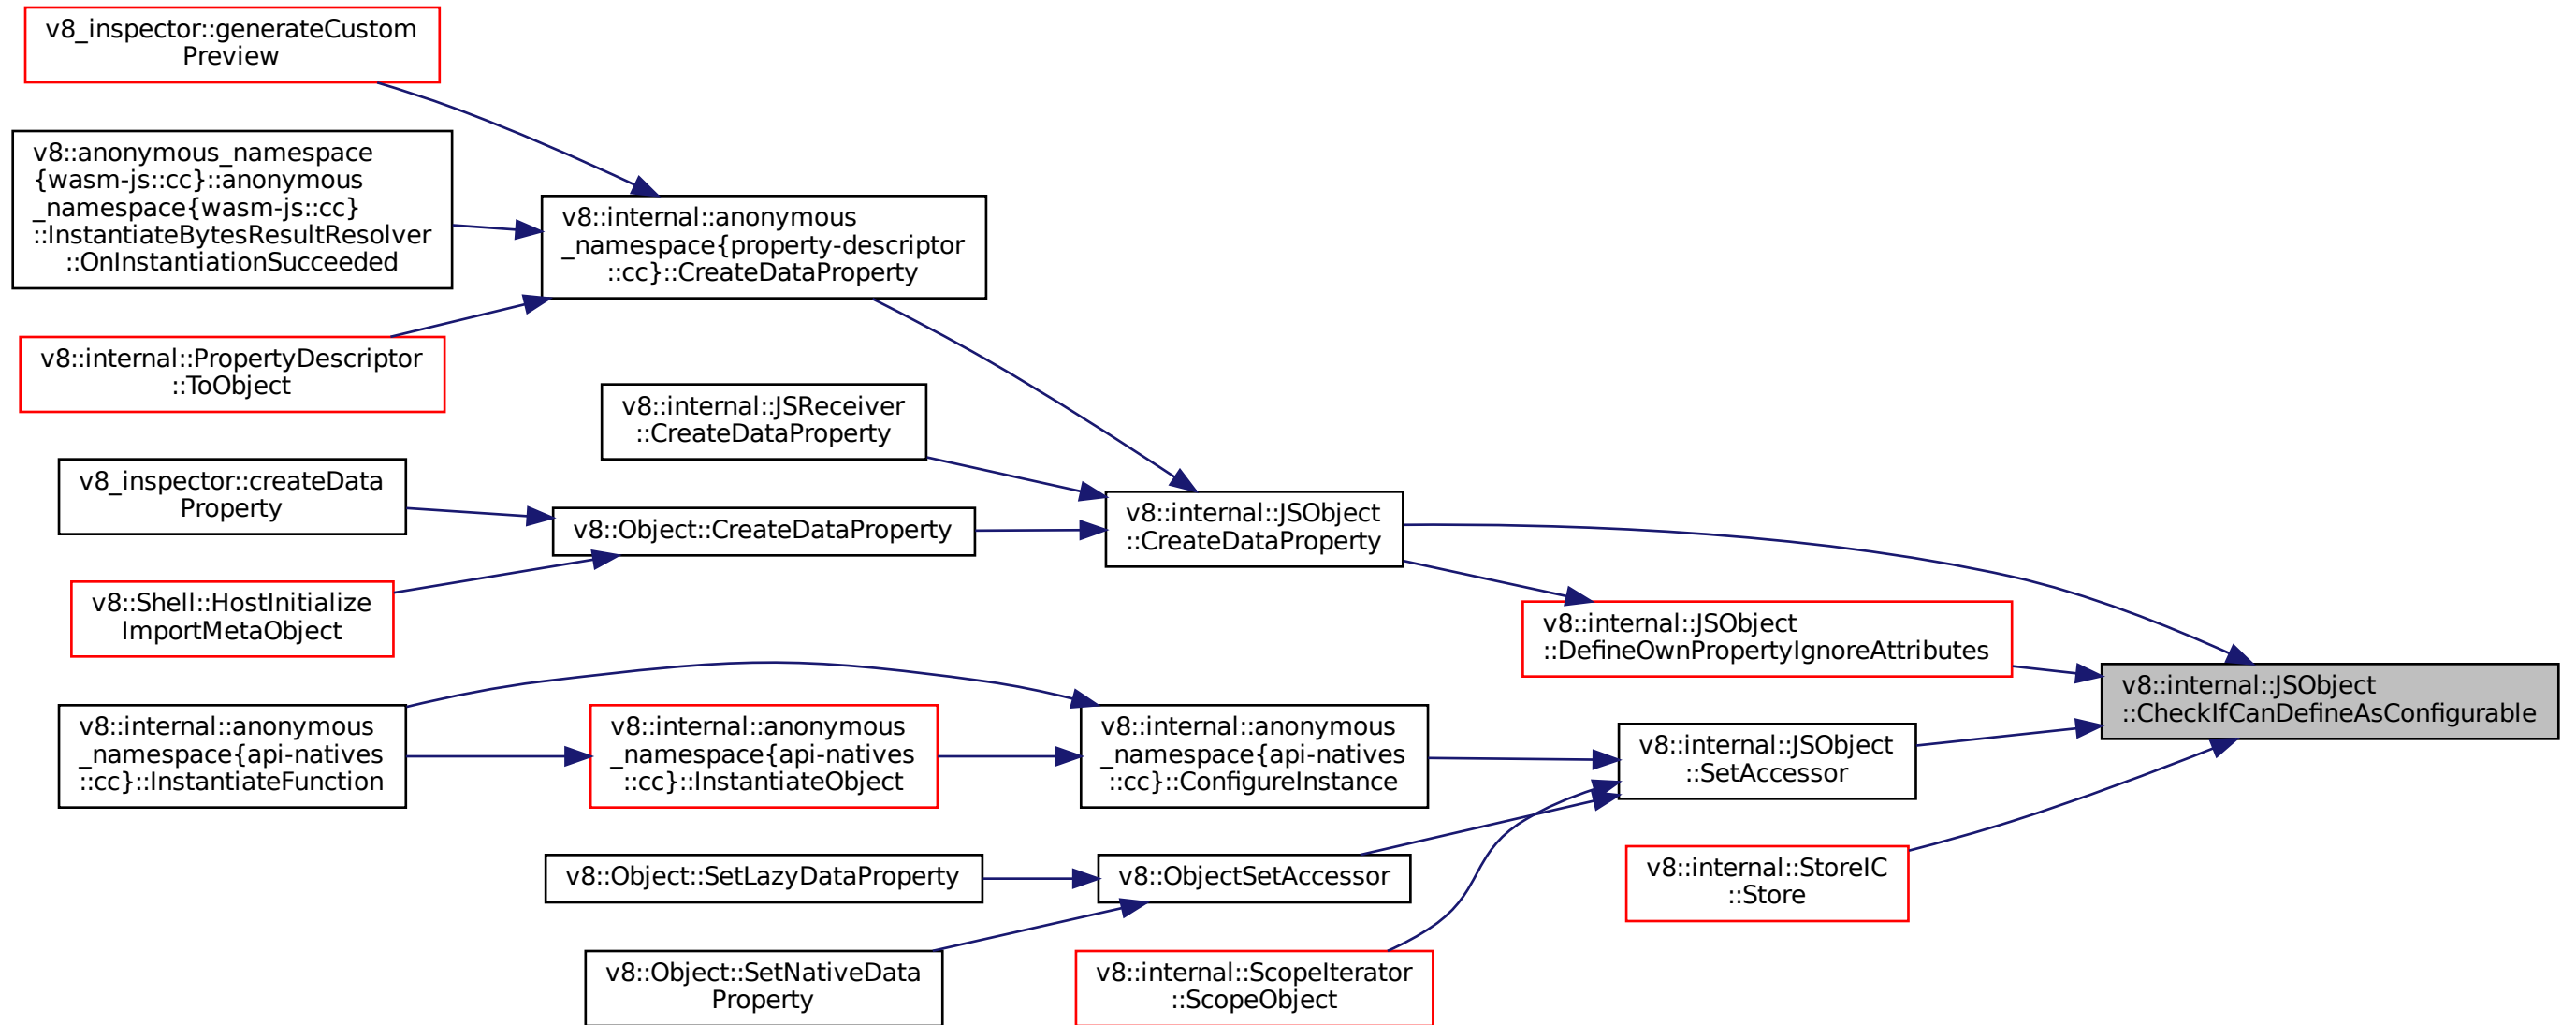 v8_inspector::generateCustom
Preview
v8::anonymous_namespace
{wasm-js::cc}::anonymous
_namespace{wasm-js::cc}
::InstantiateBytesResultResolver
::OnInstantiationSucceeded
v8::internal::PropertyDescriptor
::ToObject
v8_inspector::createData
Property
v8::Shell::HostInitialize
ImportMetaObject
v8::internal::anonymous
_namespace{api-natives
::cc}::InstantiateFunction
v8::internal::anonymous
_namespace{property-descriptor
::cc}::CreateDataProperty
v8::internal::JSReceiver
::CreateDataProperty
v8::Object::CreateDataProperty
v8::internal::anonymous
_namespace{api-natives
::cc}::InstantiateObject
v8::Object::SetLazyDataProperty
v8::Object::SetNativeData
Property
v8::internal::JSObject
::CreateDataProperty
v8::internal::anonymous
_namespace{api-natives
::cc}::ConfigureInstance
v8::ObjectSetAccessor
v8::internal::ScopeIterator
::ScopeObject
v8::internal::JSObject
::DefineOwnPropertyIgnoreAttributes
v8::internal::JSObject
::SetAccessor
v8::internal::StoreIC
::Store
v8::internal::JSObject
::CheckIfCanDefineAsConfigurable